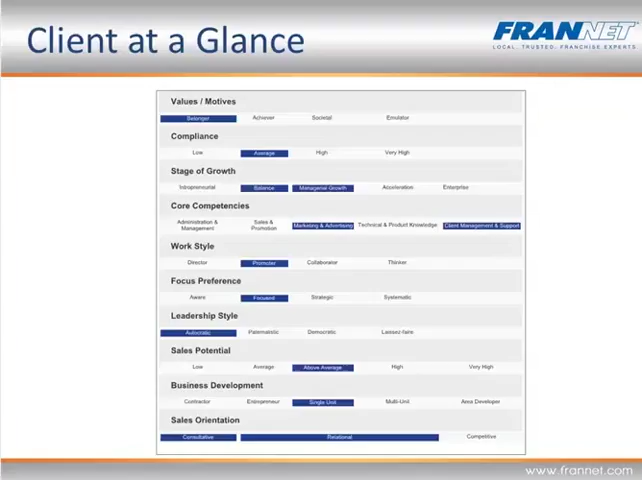 Client at a Glance
FRANNET
LOCAL. TRUSTED. FRANCHISE EXPERTS
Values / Motives
Belonger Achiever Societal Emulator
Compliance
Low Average High Very High
Stage of Growth
Intrapreneurial Balance Managerial Growth Acceleration Enterprise
Core Competencies
Administration & Management Sales & Promotion Marketing & Advertising Technical & Product Knowledge Client Management & Support
Work Style
Director Promoter Collaborator Thinker
Focus Preference
Aware Focused Strategic Systematic
Leadership Style
Autocratic Paternalistic Democratic Laissez-faire
Sales Potential
Low Average Above Average High Very High
Business Development
Contractor Entrepreneur Single Unit Multi-Unit Area Developer
Sales Orientation
Consultative Relational Competitive
www.frannet.com